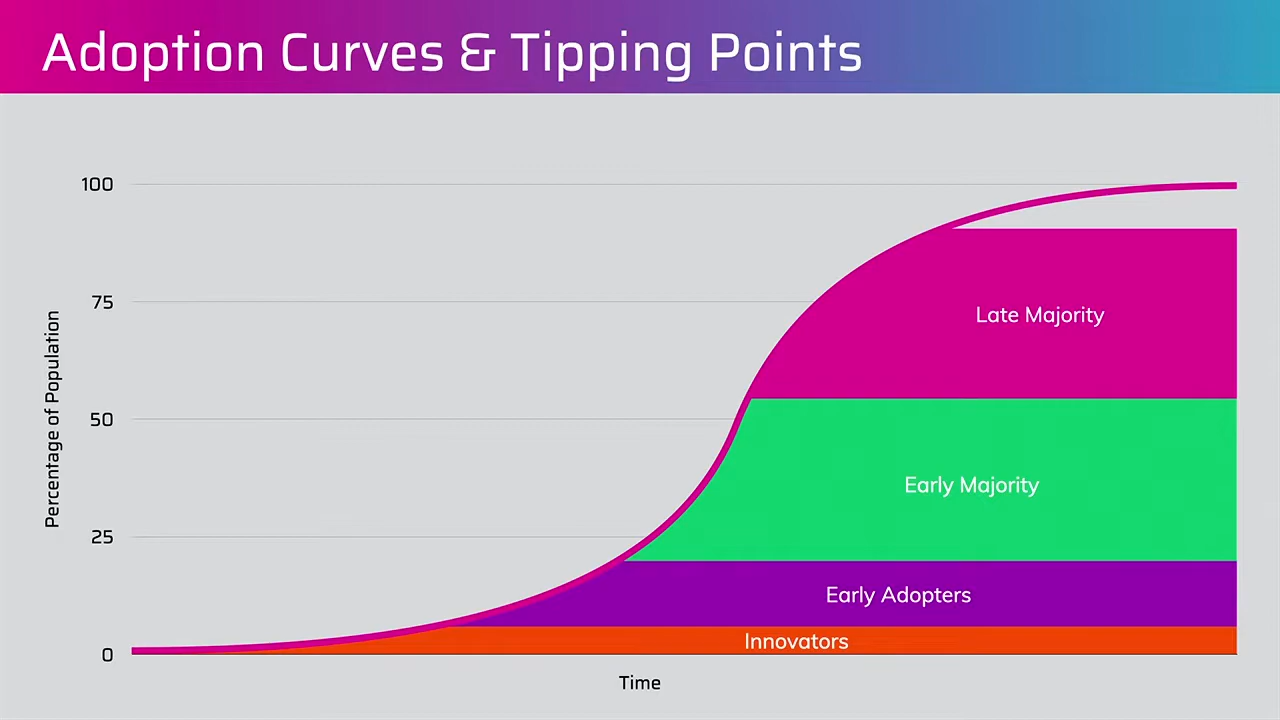 Adoption Curves & Tipping Points
100
75
50
25
0
Percentage of Population
Late Majority
Early Majority
Early Adopters
Innovators
Time